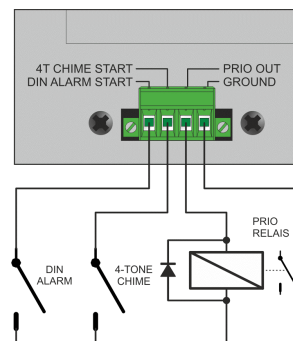 4T CHIME START
PRIO OUT
DIN ALARM START
GROUND
PRIO
RELAIS
DIN
ALARM
4-TONE
CHIME